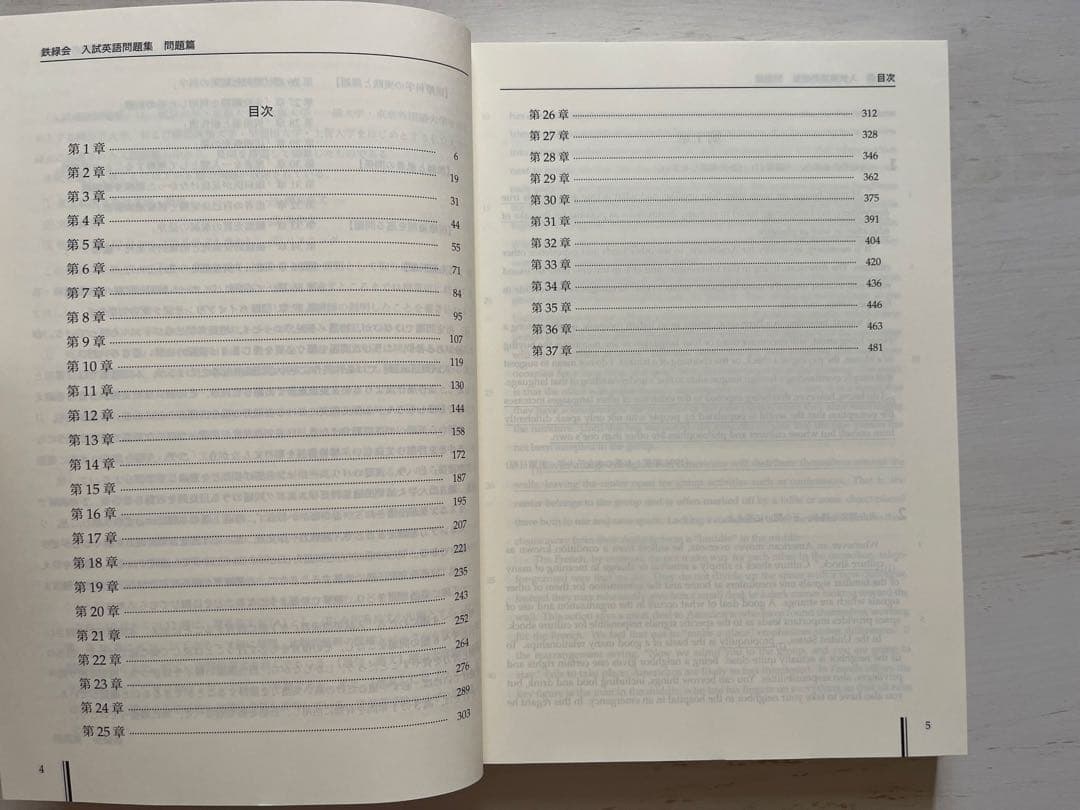 鉄緑会　入試英語問題集　問題篇
目次
第1章 6
第2章 19
第3章 31
第4章 44
第5章 55
第6章 71
第7章 84
第8章 95
第9章 107
第10章 119
第11章 130
第12章 144
第13章 158
第14章 172
第15章 187
第16章 195
第17章 207
第18章 221
第19章 235
第20章 243
第21章 252
第22章 264
第23章 276
第24章 289
第25章 303
4
目次
第26章 312
第27章 328
第28章 346
第29章 362
第30章 375
第31章 391
第32章 404
第33章 420
第34章 436
第35章 446
第36章 463
第37章 481
5